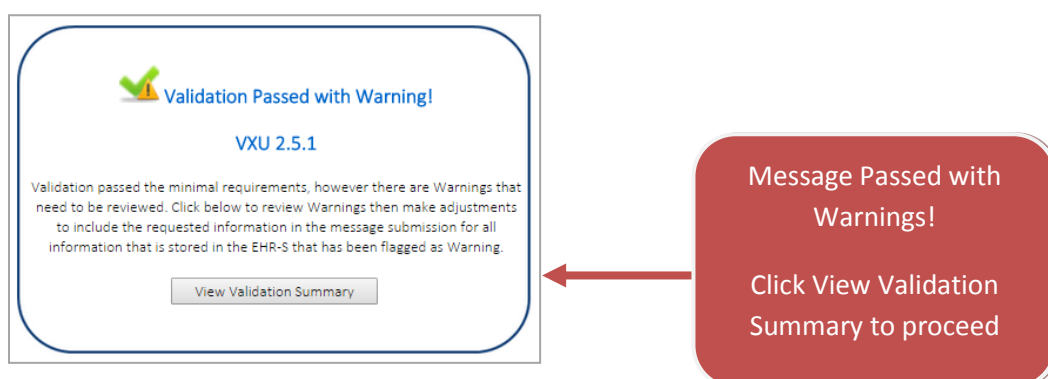 Validation Passed with Warning!
VXU 2.5.1
Validation passed the minimal requirements, however there are Warnings that
need to be reviewed. Click below to review Warnings then make adjustments
to include the requested information in the message submission for all
information that is stored in the EHR-S that has been flagged as Warning.
View Validation Summary
Message Passed with
Warnings!
Click View Validation
Summary to proceed